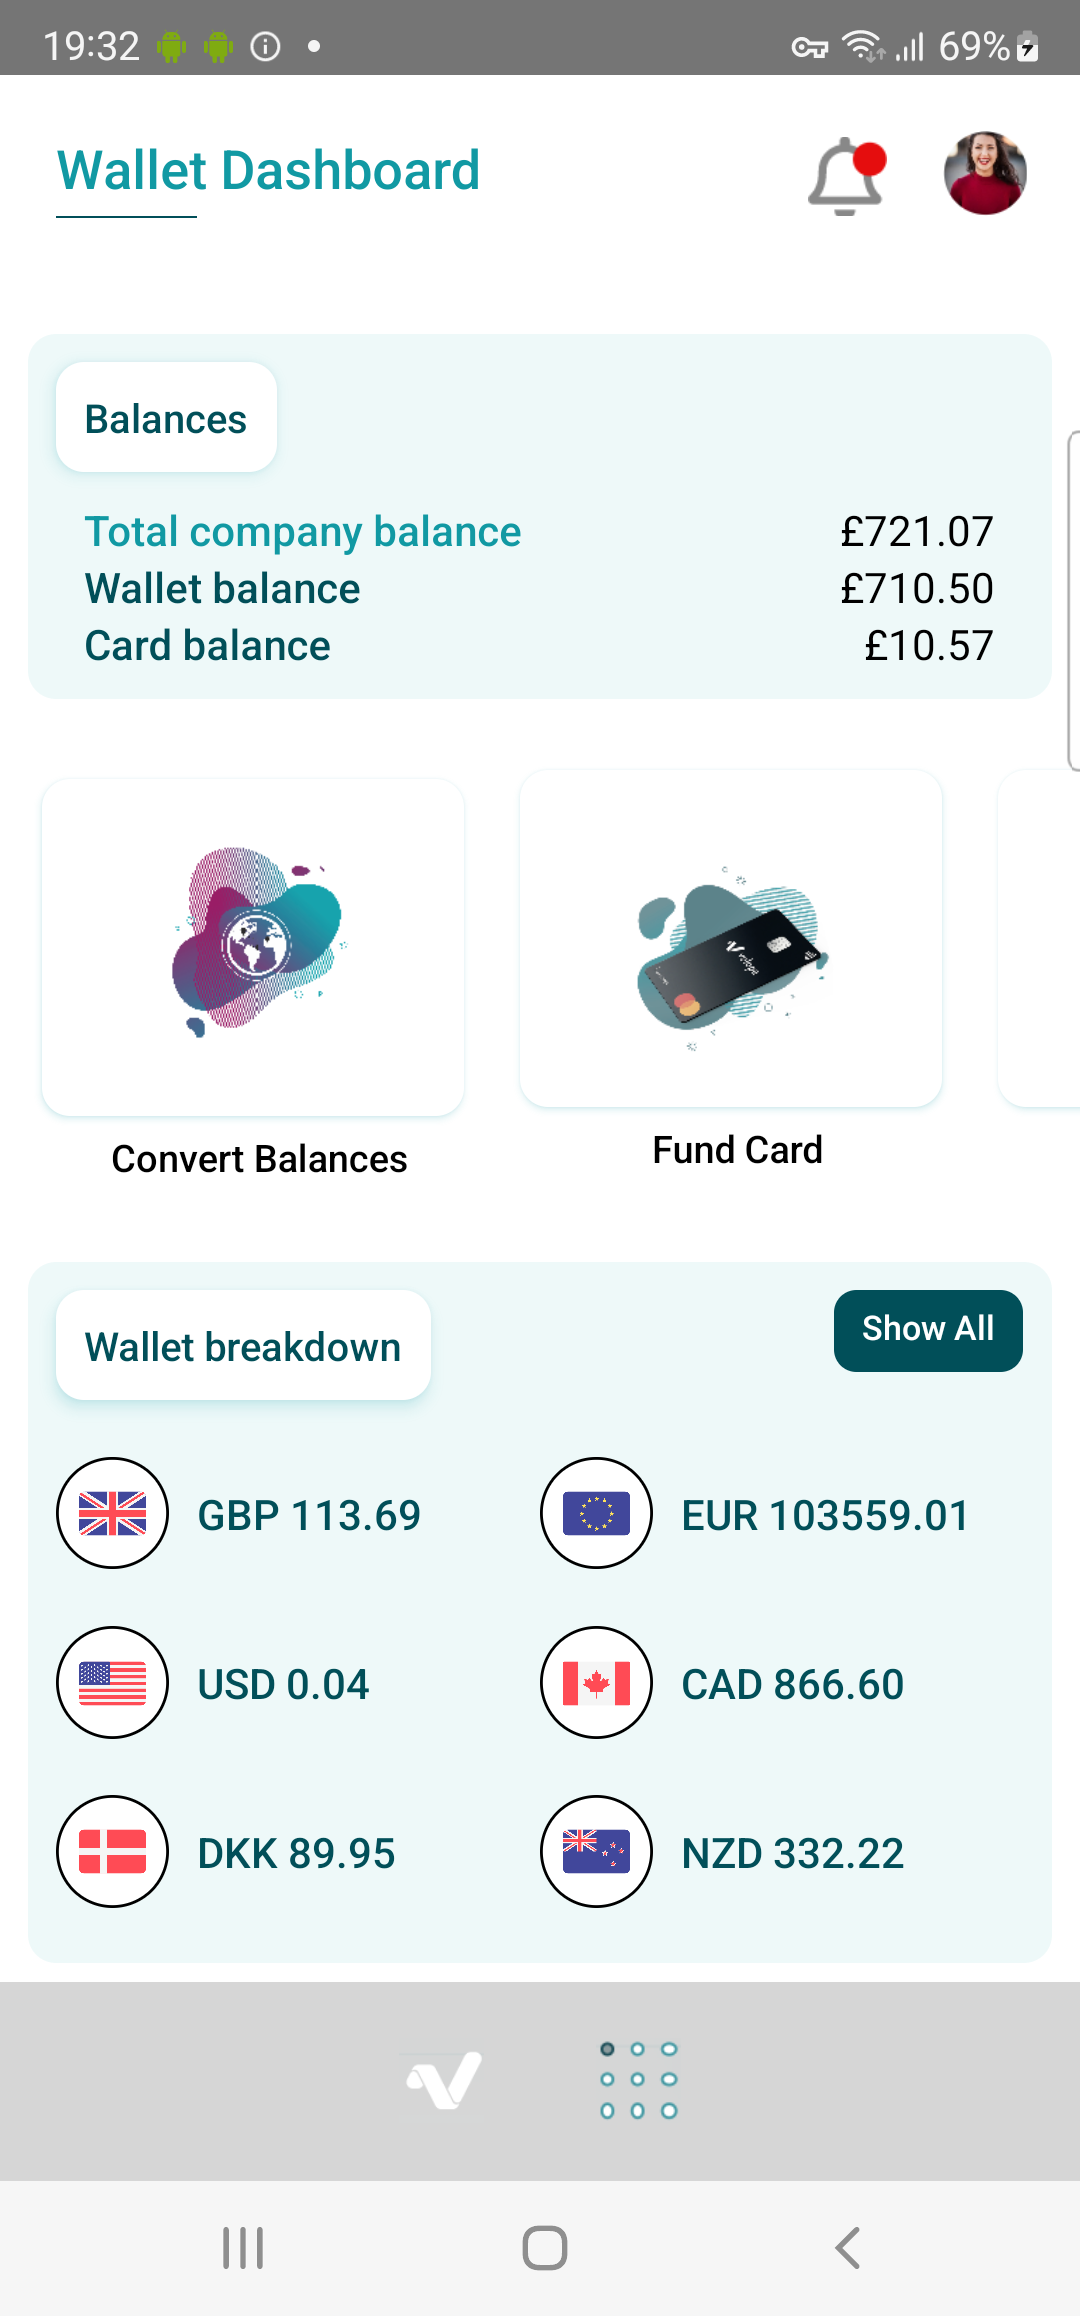 19:32
69%
Wallet Dashboard
Balances
Total company balance £721.07
Wallet balance £710.50
Card balance £10.57
Convert Balances
Fund Card
Wallet breakdown
Show All
GBP 113.69
EUR 103559.01
USD 0.04
CAD 866.60
DKK 89.95
NZD 332.22